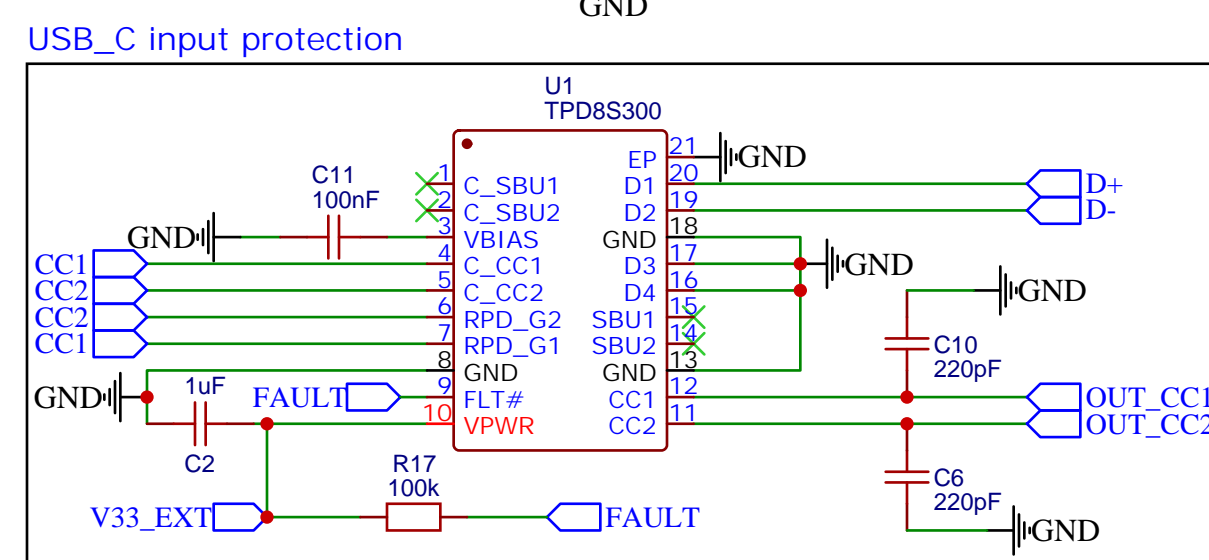 GND
USB_C input protection
U1
TPD8S300
C11
100nF
GND
CC1
CC2
CC2
CC1
GND
1uF
C2
FAULT
V33_EXT
R17
100k
FAULT
1 C_SBU1
2 C_SBU2
3 VBIAS
4 C_CC1
5 C_CC2
6 RPD_G2
7 RPD_G1
8 GND
9 FLT#
10 VPWR
EP 21
D1 20
D2 19
GND 18
D3 17
D4 16
SBU1 15
SBU2 14
GND 13
CC1 12
CC2 11
GND
D+
D-
GND
GND
C10
220pF
OUT_CC1
OUT_CC2
C6
220pF
GND